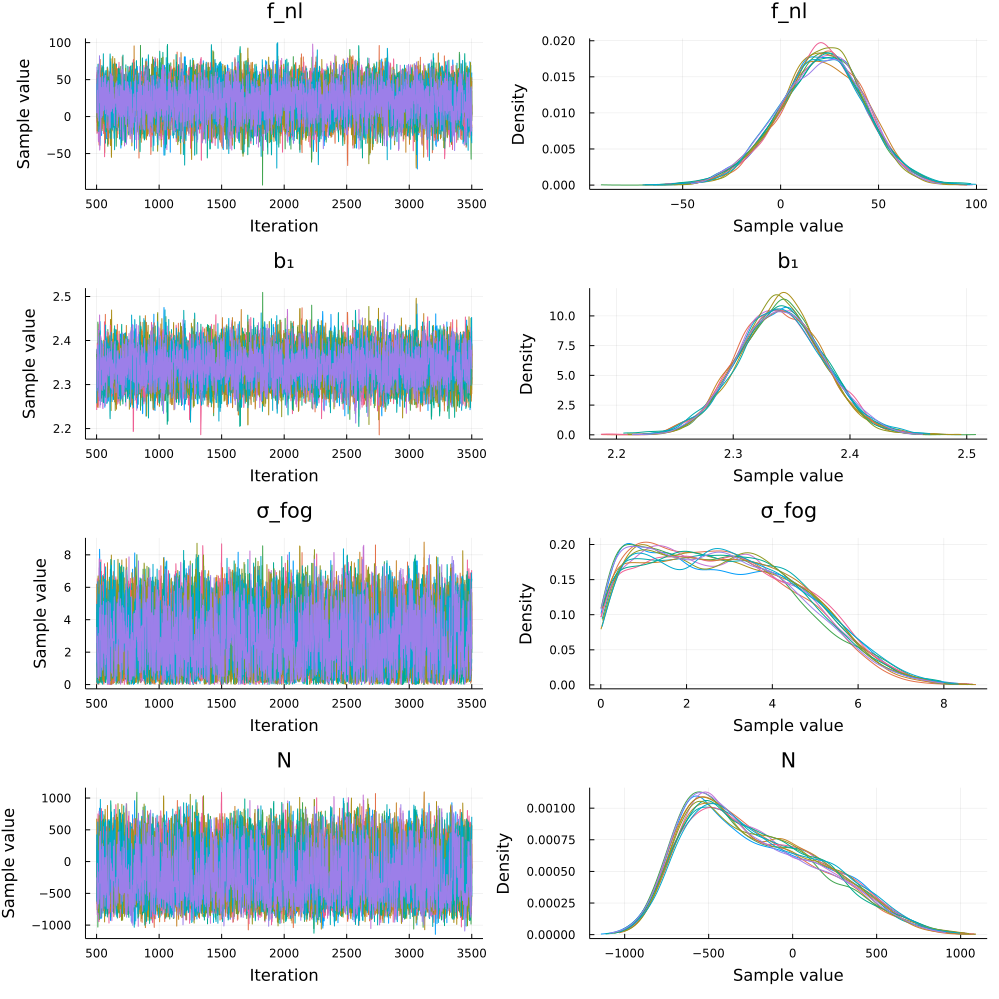 f_nl
f_nl
100
50
0
−50
Sample value
500 1000 1500 2000 2500 3000 3500
Iteration
0.020
0.015
0.010
0.005
0.000
Density
−50 0 50 100
Sample value
b₁
b₁
2.5
2.4
2.3
2.2
Sample value
500 1000 1500 2000 2500 3000 3500
Iteration
10.0
7.5
5.0
2.5
0.0
Density
2.2 2.3 2.4 2.5
Sample value
σ_fog
σ_fog
8
6
4
2
0
Sample value
500 1000 1500 2000 2500 3000 3500
Iteration
0.20
0.15
0.10
0.05
0.00
Density
0 2 4 6 8
Sample value
N
N
1000
500
0
−500
−1000
Sample value
500 1000 1500 2000 2500 3000 3500
Iteration
0.00100
0.00075
0.00050
0.00025
0.00000
Density
−1000 −500 0 500 1000
Sample value